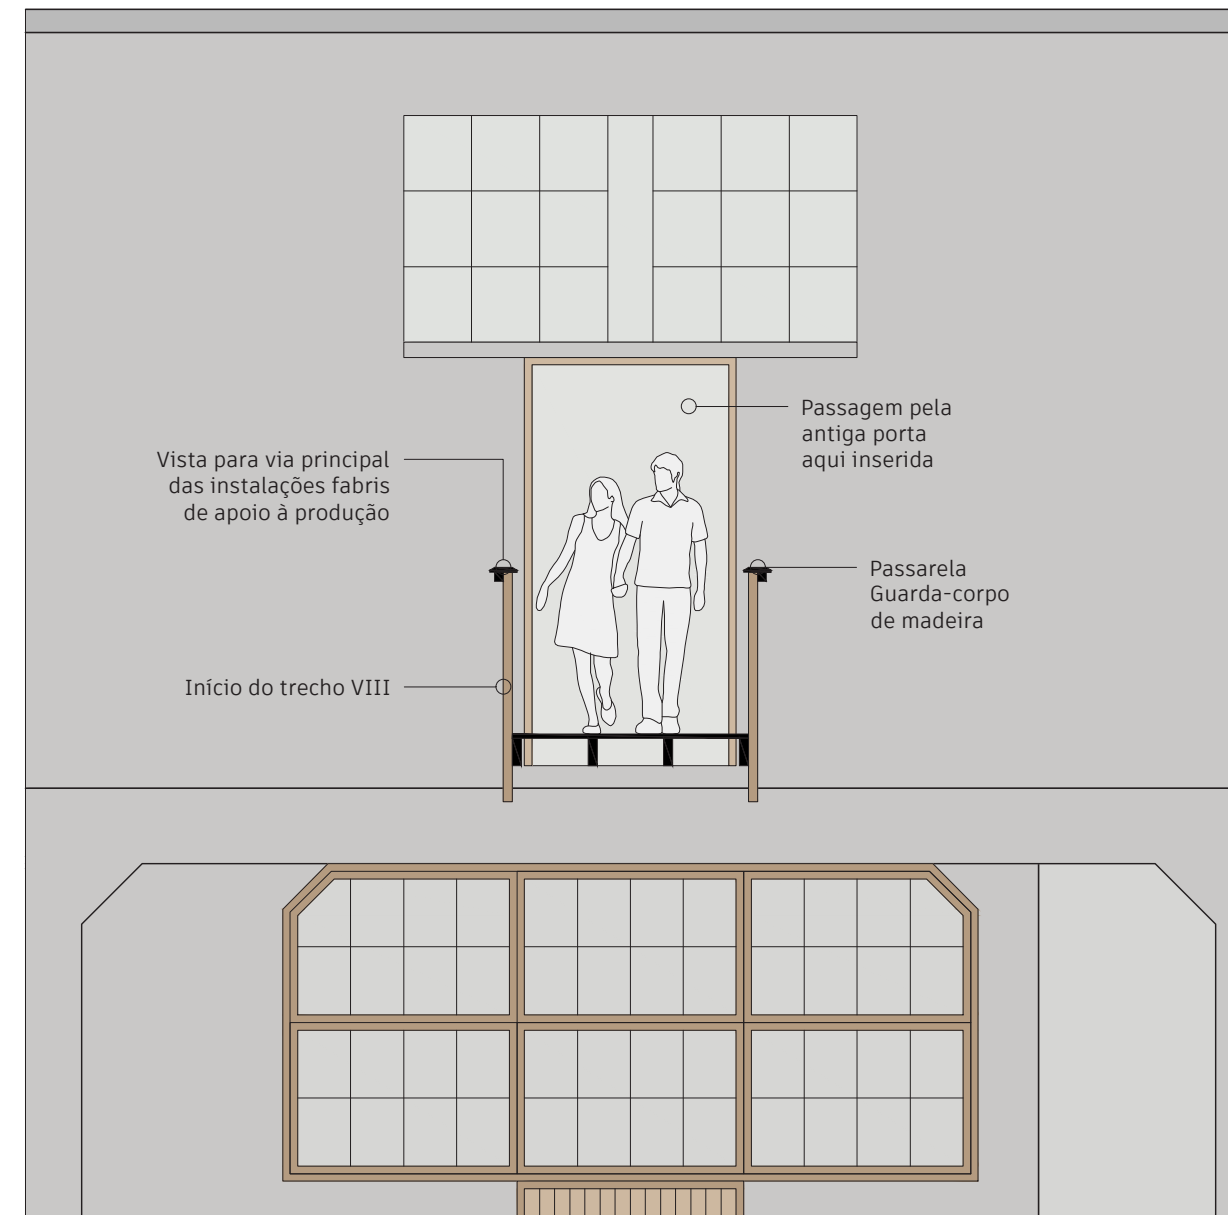 Passagem pela
antiga porta
aqui inserida
Vista para via principal
das instalações fabris
de apoio à produção
Passarela
Guarda-corpo
de madeira
Início do trecho VIII